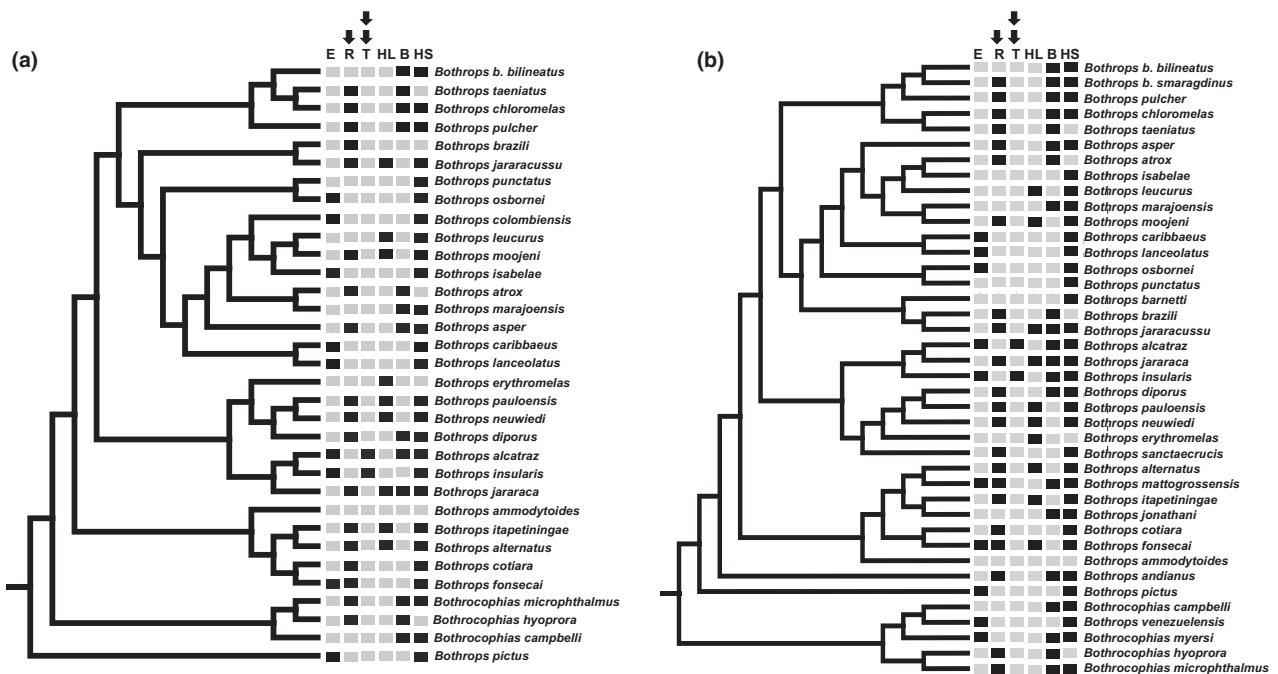 (a)
E R T HL B HS
Bothrops b. bilineatus
Bothrops taeniatus
Bothrops chloromelas
Bothrops pulcher
Bothrops brazili
Bothrops jararacussu
Bothrops punctatus
Bothrops osbornei
Bothrops colombiensis
Bothrops leucurus
Bothrops moojeni
Bothrops isabelae
Bothrops atrox
Bothrops marajoensis
Bothrops asper
Bothrops caribbaeus
Bothrops lanceolatus
Bothrops erythromelas
Bothrops pauloensis
Bothrops neuwiedi
Bothrops diporus
Bothrops alcatraz
Bothrops insularis
Bothrops jararaca
Bothrops ammodytoides
Bothrops itapetiningae
Bothrops alternatus
Bothrops cotiara
Bothrops fonsecai
Bothrocophias microphthalmus
Bothrocophias hyoprora
Bothrocophias campbelli
Bothrops pictus
(b)
E R T HL B HS
Bothrops b. bilineatus
Bothrops b. smaragdinus
Bothrops pulcher
Bothrops chloromelas
Bothrops taeniatus
Bothrops asper
Bothrops atrox
Bothrops isabelae
Bothrops leucurus
Bothrops marajoensis
Bothrops moojeni
Bothrops caribbaeus
Bothrops lanceolatus
Bothrops osbornei
Bothrops punctatus
Bothrops barnetti
Bothrops brazili
Bothrops jararacussu
Bothrops alcatraz
Bothrops jararaca
Bothrops insularis
Bothrops diporus
Bothrops pauloensis
Bothrops neuwiedi
Bothrops erythromelas
Bothrops sanctaecrucis
Bothrops alternatus
Bothrops mattogrossensis
Bothrops itapetiningae
Bothrops jonathani
Bothrops cotiara
Bothrops fonsecai
Bothrops ammodytoides
Bothrops andianus
Bothrops pictus
Bothrocophias campbelli
Bothrops venezuelensis
Bothrocophias myersi
Bothrocophias hyoprora
Bothrocophias microphthalmus